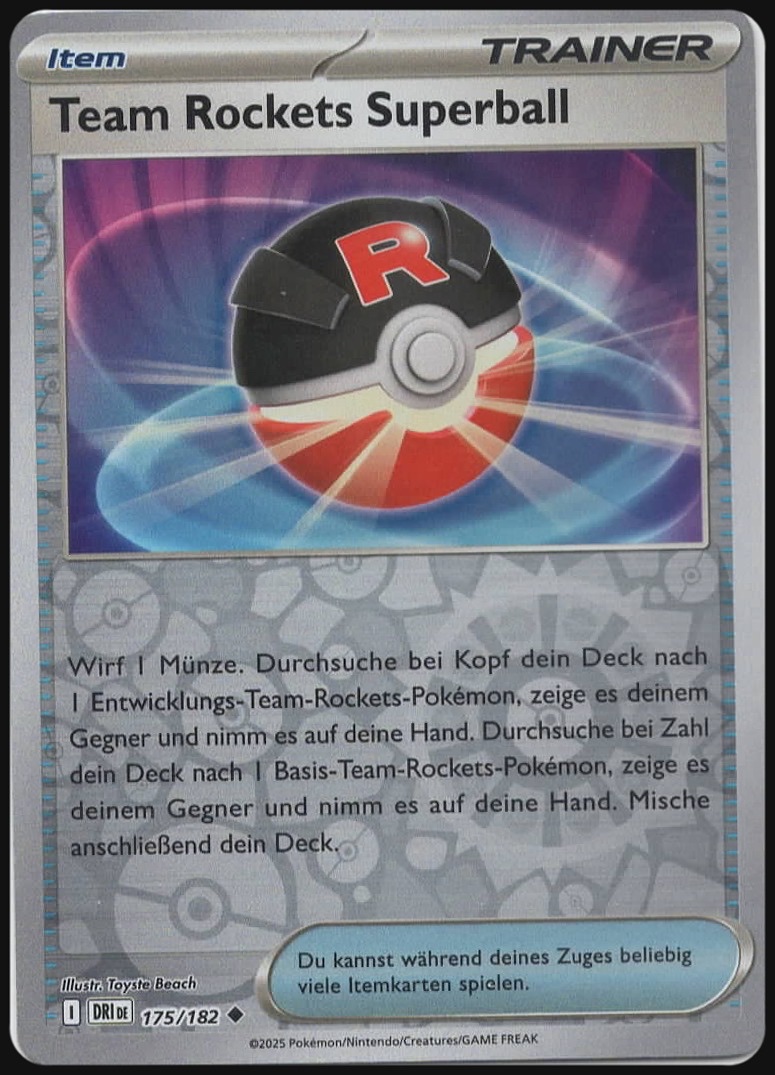 Item
TRAINER
Team Rockets Superball
R
Wirf 1 Münze. Durchsuche bei Kopf dein Deck nach
1 Entwicklungs-Team-Rockets-Pokémon, zeige es deinem
Gegner und nimm es auf deine Hand. Durchsuche bei Zahl
dein Deck nach 1 Basis-Team-Rockets-Pokémon, zeige es
deinem Gegner und nimm es auf deine Hand. Mische
anschließend dein Deck.
Du kannst während deines Zuges beliebig
viele Itemkarten spielen.
Illustr. Toyste Beach
I DRI DE 175/182
©2025 Pokémon/Nintendo/Creatures/GAME FREAK